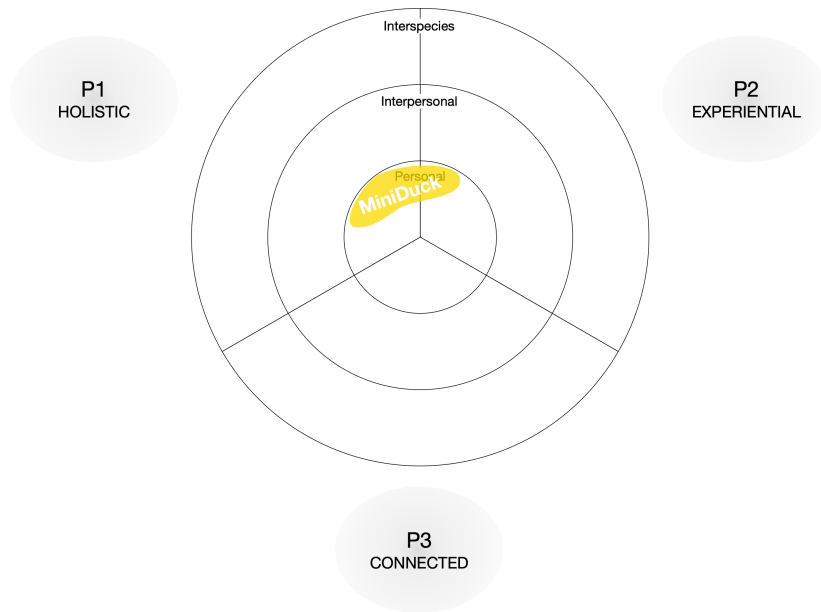 Interspecies
P1
HOLISTIC
P2
EXPERIENTIAL
Interpersonal
Personal
MiniDuck
P3
CONNECTED